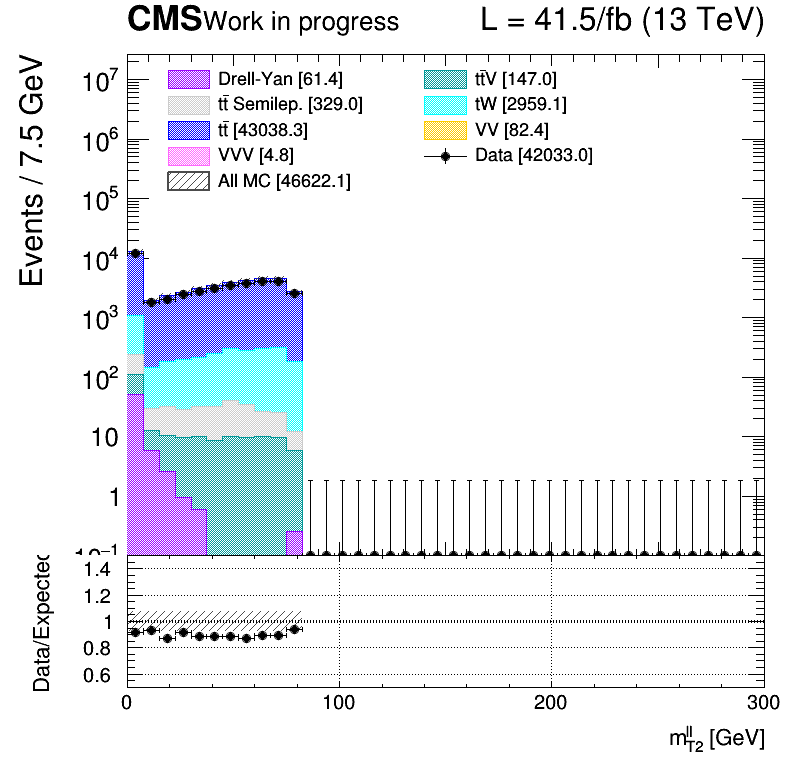 CMS Work in progress L = 41.5/fb (13 TeV)
Events / 7.5 GeV
Drell-Yan [61.4]
tt̄V [147.0]
tt̄ Semilep. [329.0]
tW [2959.1]
tt̄ [43038.3]
VV [82.4]
VVV [4.8]
Data [42033.0]
All MC [46622.1]
10⁷
10⁶
10⁵
10⁴
10³
10²
10
1
10⁻¹
Data/Expected
1.4
1.2
1
0.8
0.6
0 100 200 300
m_T2^ll [GeV]